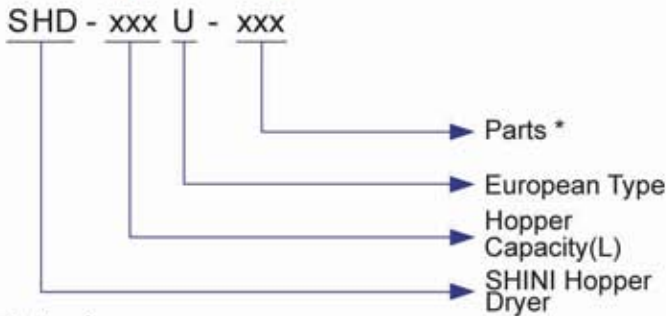 SHD - xxx U - xxx
Parts *
European Type
Hopper
Capacity(L)
SHINI Hopper
Dryer